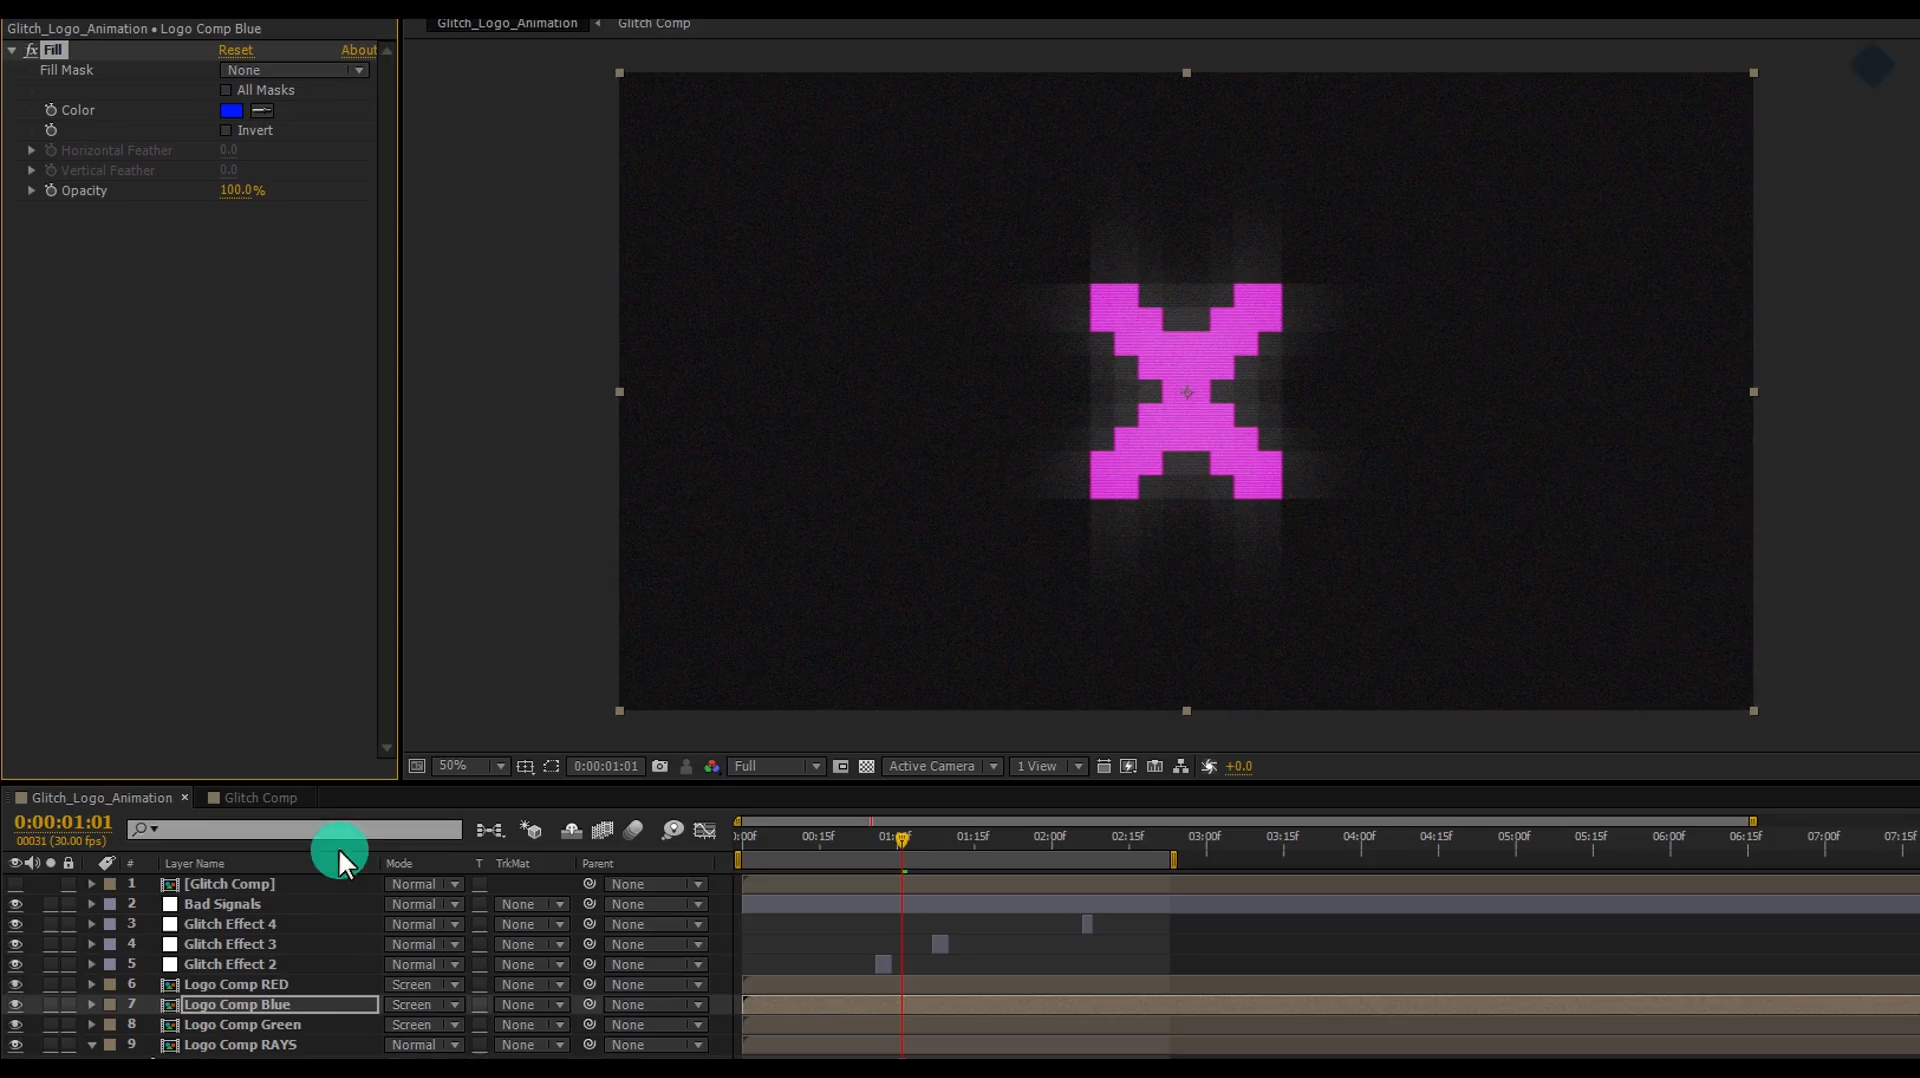 Glitch_Logo_Animation • Logo Comp Blue
Glitch_Logo_Animation
Glitch Comp
fx Fill
Reset
About
Fill Mask
None
All Masks
Color
Invert
Horizontal Feather
0.0
Vertical Feather
0.0
Opacity
100.0%
50%
0:00:01:01
Full
Active Camera
1 View
+0.0
Glitch_Logo_Animation ×
Glitch Comp
0:00:01:01
00031 (30.00 fps)
00:15f
01:15f
02:00f
02:15f
03:00f
03:15f
04:00f
04:15f
05:00f
05:15f
06:00f
06:15f
07:00f
07:15f
#
Layer Name
Mode
T
TrkMat
Parent
1 [Glitch Comp] Normal None
2 Bad Signals Normal None None
3 Glitch Effect 4 Normal None None
4 Glitch Effect 3 Normal None None
5 Glitch Effect 2 Normal None None
6 Logo Comp RED Screen None None
7 Logo Comp Blue Screen None None
8 Logo Comp Green Screen None None
9 Logo Comp RAYS Normal None None